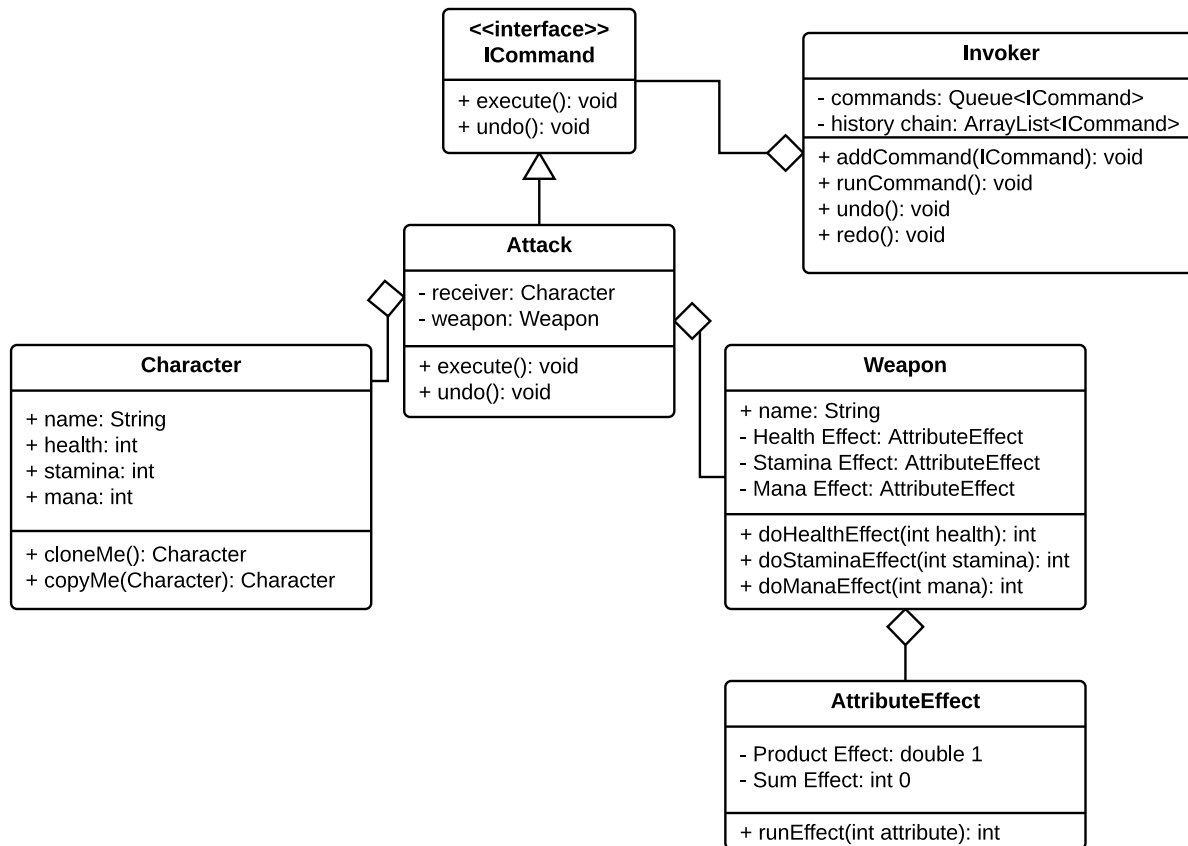 <<interface>>
ICommand
+ execute(): void
+ undo(): void
Invoker
- commands: Queue<ICommand>
- history chain: ArrayList<ICommand>
+ addCommand(ICommand): void
+ runCommand(): void
+ undo(): void
+ redo(): void
Attack
- receiver: Character
- weapon: Weapon
+ execute(): void
+ undo(): void
Character
+ name: String
+ health: int
+ stamina: int
+ mana: int
+ cloneMe(): Character
+ copyMe(Character): Character
Weapon
+ name: String
- Health Effect: AttributeEffect
- Stamina Effect: AttributeEffect
- Mana Effect: AttributeEffect
+ doHealthEffect(int health): int
+ doStaminaEffect(int stamina): int
+ doManaEffect(int mana): int
AttributeEffect
- Product Effect: double 1
- Sum Effect: int 0
+ runEffect(int attribute): int